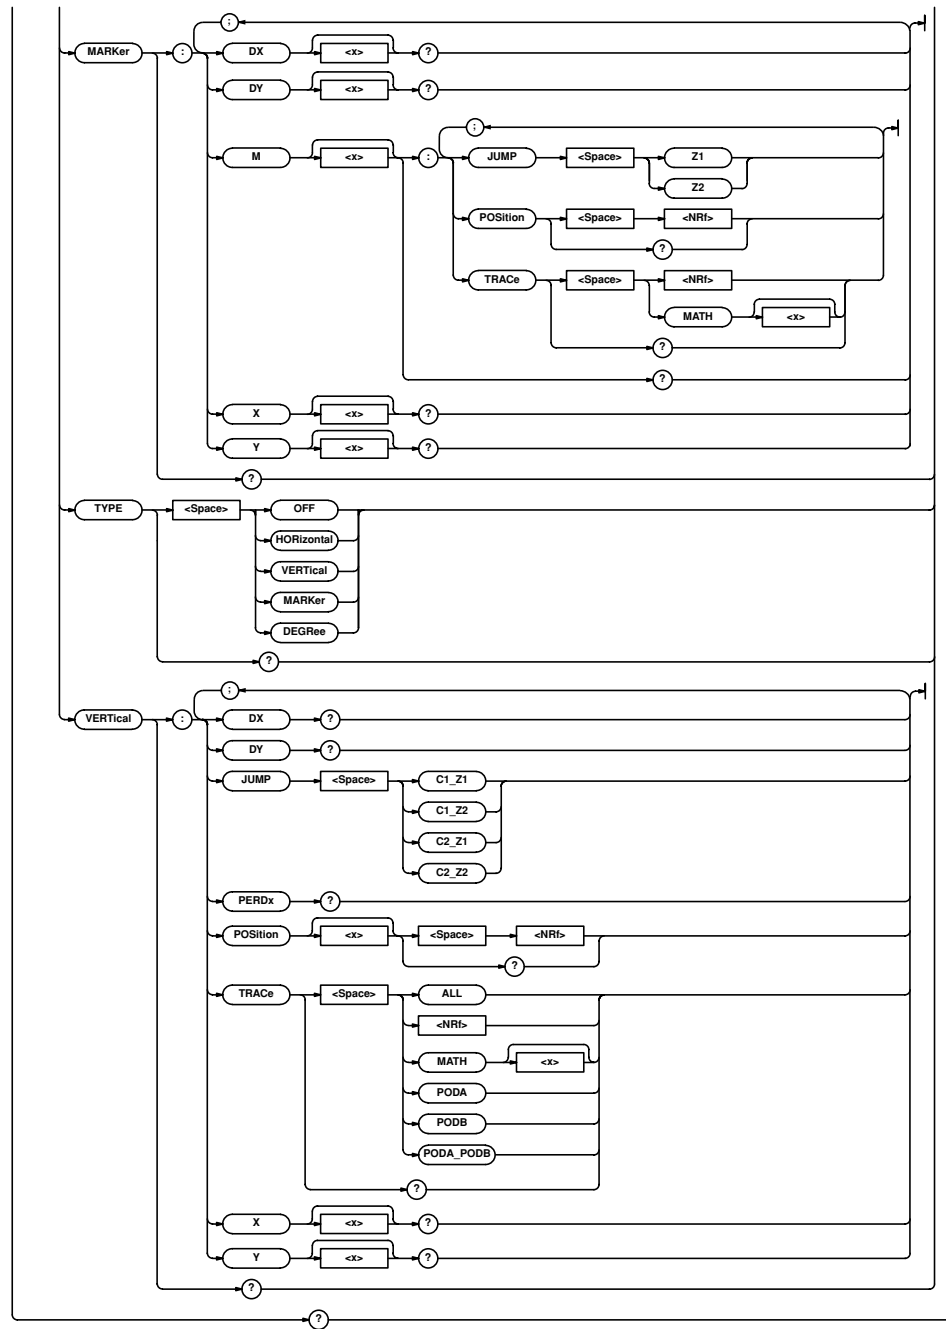 ;
MARKer : DX <x> ?
DY <x> ?
;
M <x> : JUMP <Space> Z1
Z2
POSition <Space> <NRf>
?
TRACe <Space> <NRf>
MATH <x>
?
?
X <x> ?
Y <x> ?
?
TYPE <Space> OFF
HORizontal
VERTical
MARKer
DEGRee
?
;
VERTical : DX ?
DY ?
JUMP <Space> C1_Z1
C1_Z2
C2_Z1
C2_Z2
PERDx ?
POSition <x> <Space> <NRf>
?
TRACe <Space> ALL
<NRf>
MATH <x>
PODA
PODB
PODA_PODB
?
X <x> ?
Y <x> ?
?
?